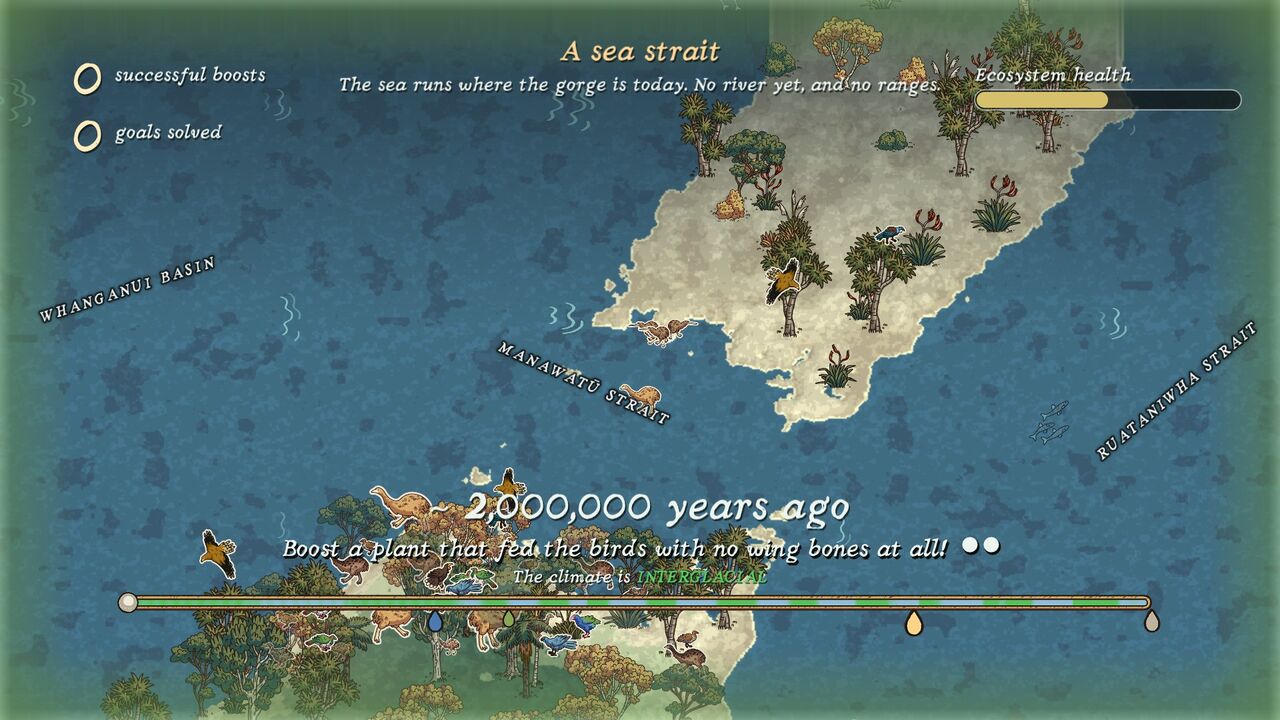 successful boosts
goals solved
A sea strait
The sea runs where the gorge is today. No river yet, and no ranges.
Ecosystem health
WHANGANUI BASIN
MANAWATŪ STRAIT
RUATANIWHA STRAIT
~ 2,000,000 years ago
Boost a plant that fed the birds with no wing bones at all!
The climate is INTERGLACIAL